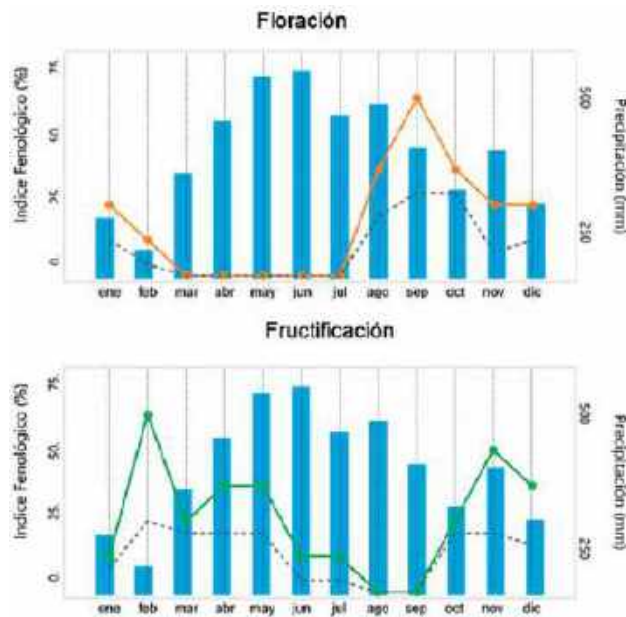 Floración
Indice Fenológico (%)
75.
50.
25.
0.
500
250
Precipitación (mm)
ene feb mar abr may jun jul ago sep oct nov dic
Fructificación
Indice Fenológico (%)
75.
50.
25.
0.
500
250
Precipitación (mm)
ene feb mar abr may jun jul ago sep oct nov dic